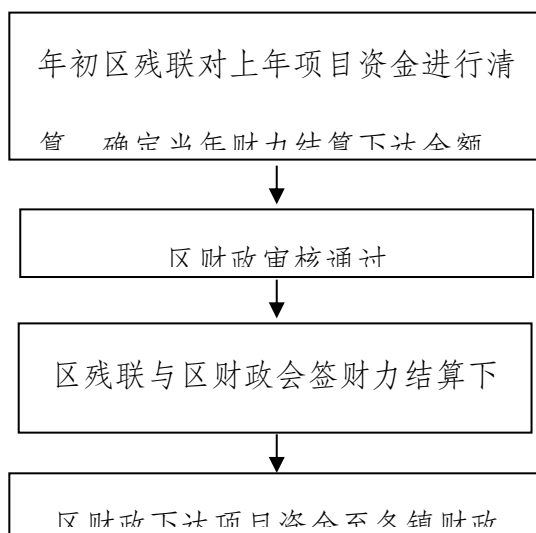 年初区残联对上年项目资金进行清
算，确定当年财力结算下达金额
区财政审核通过
区残联与区财政会签财力结算下
区财政下达项目资金至各镇财政